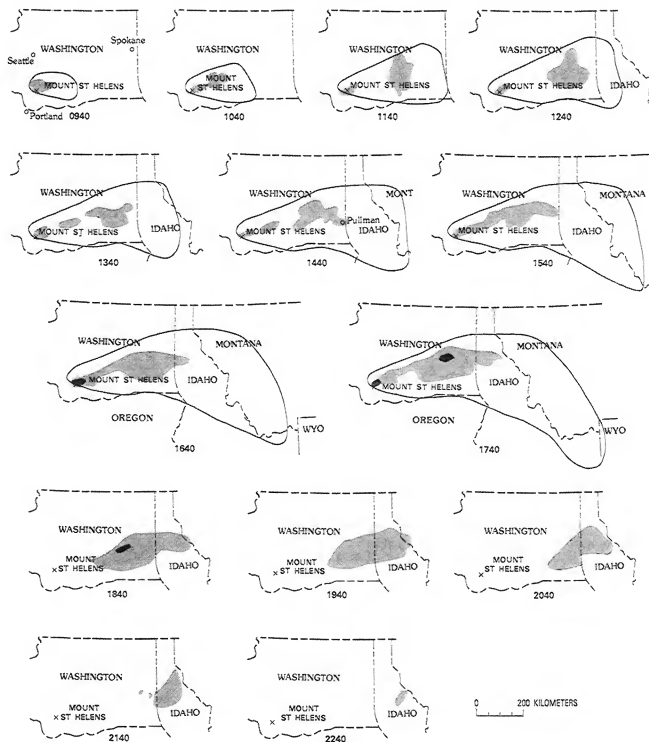 WASHINGTON
Spokane
Seattle
MOUNT ST HELENS
Portland
0940
WASHINGTON
MOUNT
ST HELENS
1040
WASHINGTON
MOUNT ST HELENS
1140
WASHINGTON
MOUNT ST HELENS
IDAHO
1240
WASHINGTON
MOUNT ST HELENS
IDAHO
1340
WASHINGTON
MONT
Pullman
MOUNT ST HELENS
IDAHO
1440
WASHINGTON
MONTANA
MOUNT ST HELENS
IDAHO
1540
WASHINGTON
MONTANA
MOUNT ST HELENS
IDAHO
OREGON
WYO
1640
WASHINGTON
MONTANA
MOUNT ST HELENS
IDAHO
OREGON
WYO
1740
WASHINGTON
MOUNT
ST HELENS
IDAHO
1840
WASHINGTON
MOUNT
ST HELENS
IDAHO
1940
WASHINGTON
MOUNT
ST HELENS
IDAHO
2040
WASHINGTON
MOUNT
ST HELENS
IDAHO
2140
WASHINGTON
MOUNT
ST HELENS
IDAHO
2240
0 200 KILOMETERS